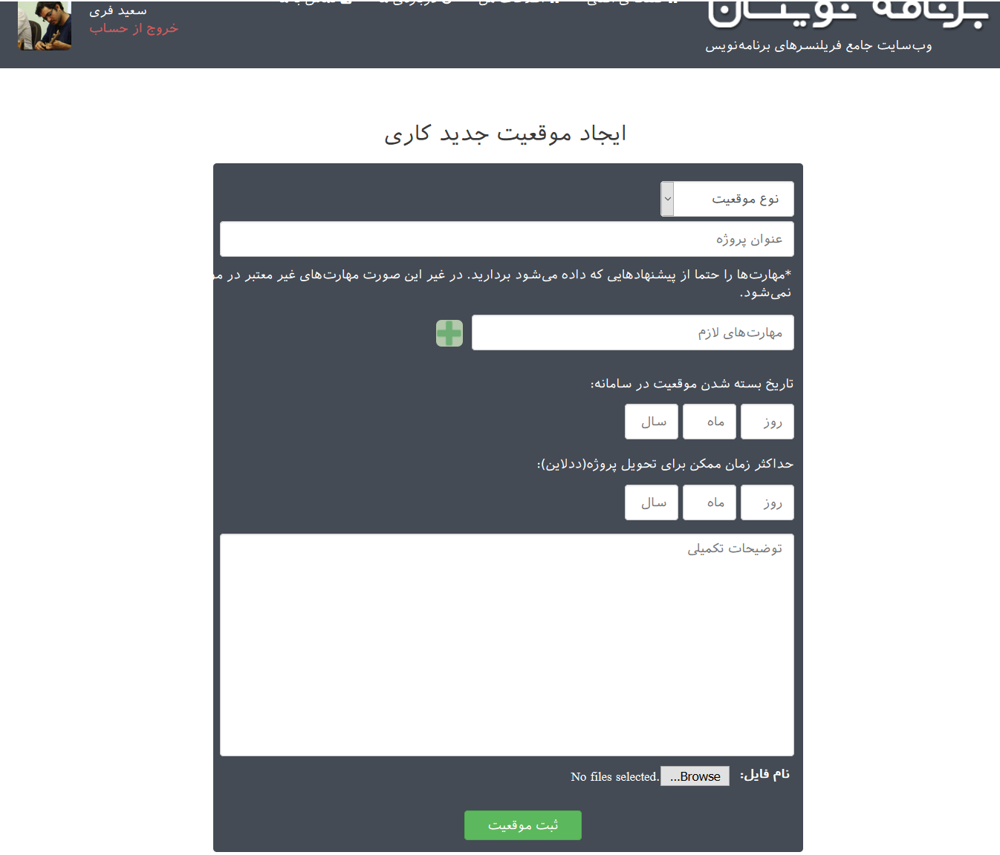 برنامه نویسان
وب‌سایت جامع فریلنسرهای برنامه‌نویس
سعید فری
خروج از حساب
ایجاد موقعیت جدید کاری
نوع موقعیت
عنوان پروژه
*مهارت‌ها را حتما از پیشنهادهایی که داده می‌شود بردارید. در غیر این صورت مهارت‌های غیر معتبر در
نمی‌شود.
مهارت‌های لازم
تاریخ بسته شدن موقعیت در سامانه:
روز ماه سال
حداکثر زمان ممکن برای تحویل پروژه(ددلاین):
روز ماه سال
توضیحات تکمیلی
نام فایل: Browse... No files selected.
ثبت موقعیت